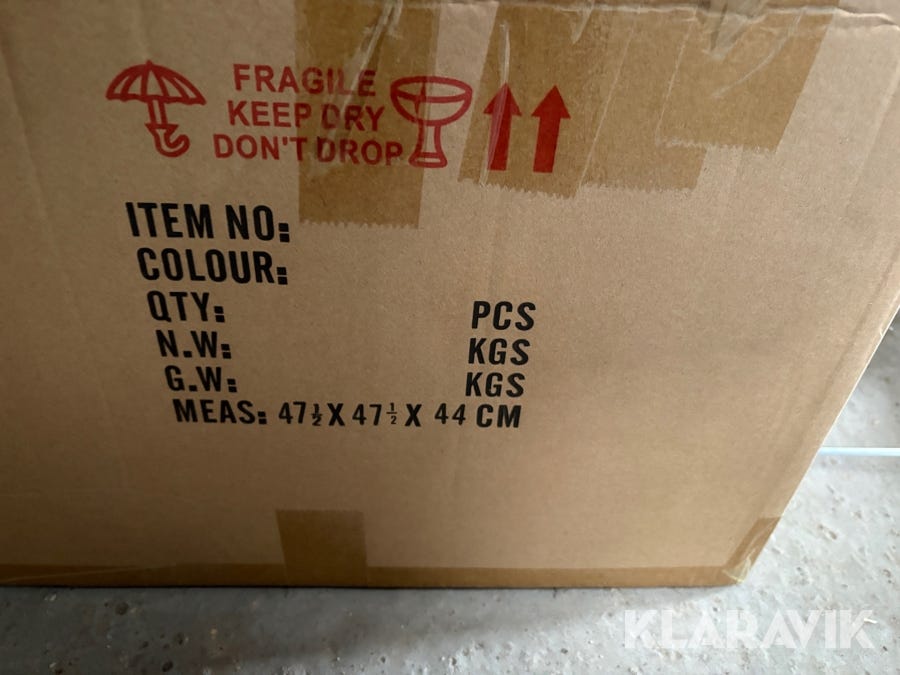 FRAGILE
KEEP DRY
DON'T DROP
ITEM NO:
COLOUR:
QTY: PCS
N.W: KGS
G.W: KGS
MEAS: 47½ X 47½ X 44 CM
KLARAVIK